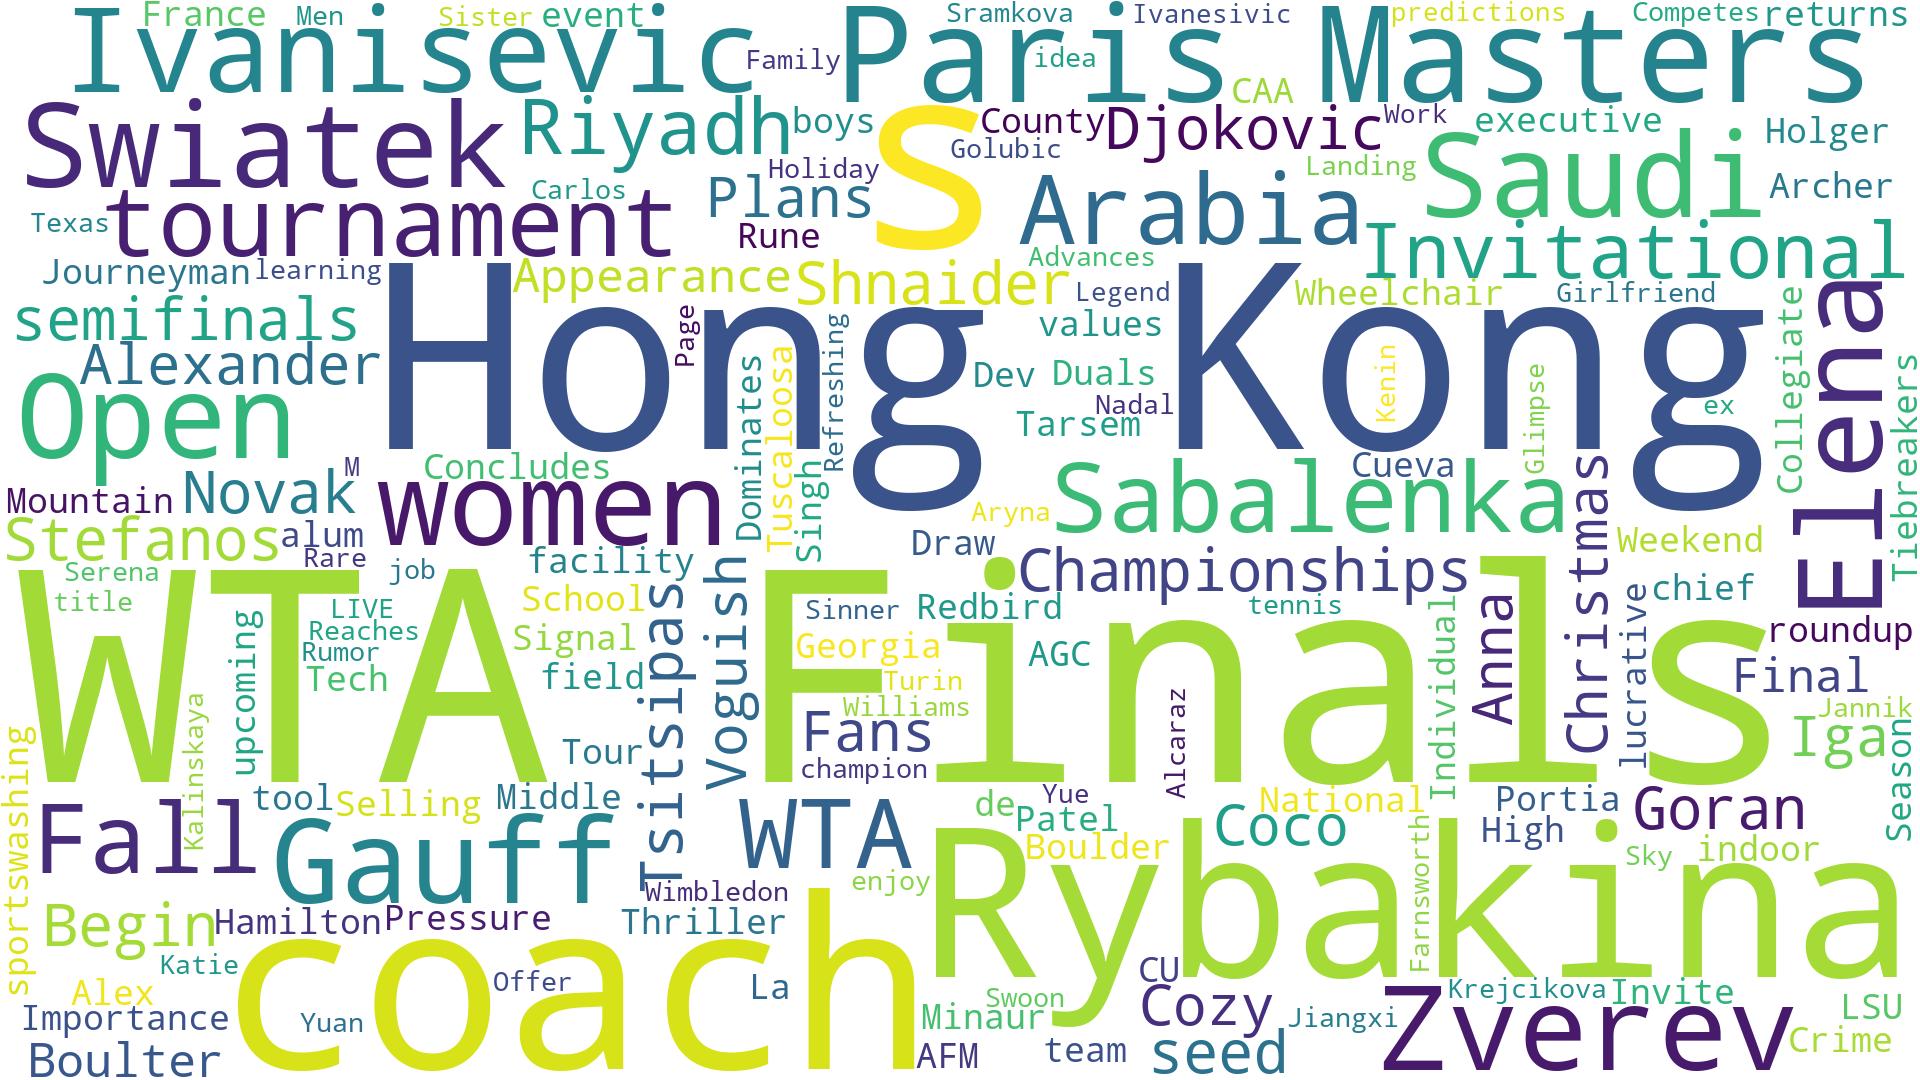 France
Men
Sister
event
Sramkova
Ivanesivic
predictions
Competes
returns
Ivanisevic
Paris
Masters
Family
idea
CAA
Swiatek
Riyadh
boys
S
County
Djokovic
Work
executive
Holger
Golubic
Saudi
Holiday
Landing
Carlos
Plans
Arabia
Archer
Texas
tournament
Rune
Invitational
Journeyman
learning
Appearance
Shnaider
Advances
Legend
Wheelchair
Girlfriend
Hong
Kong
Elena
semifinals
Page
Refreshing
values
Collegiate
Alexander
Dominates
Tuscaloosa
Dev
Duals
Kenin
Glimpse
Tiebreakers
Open
Nadal
Tarsem
ex
Concludes
M
Singh
Sabalenka
Cueva
Christmas
Mountain
Novak
women
Aryna
Stefanos
alum
Rare
Draw
Weekend
Serena
job
facility
Voguish
Championships
chief
title
LIVE
School
Tsitsipas
Sinner
Redbird
tennis
Anna
lucrative
Individual
upcoming
Reaches
Rumor
Signal
Georgia
AGC
roundup
WTA
Finals
Tech
field
Turin
Final
Kalinskaya
Williams
Alcaraz
Jannik
sportswashing
Tour
Fans
Iga
Season
champion
tool
Selling
Middle
de
Yue
National
Portia
Fall
Gauff
WTA
Patel
Coco
High
Goran
Boulder
Farnsworth
Sky
indoor
Wimbledon
enjoy
Rybakina
Begin
Hamilton
Pressure
Thriller
coach
Katie
Offer
La
CU
Alex
Swoon
Krejcikova
Invite
Importance
Yuan
Minaur
Cozy
Jiangxi
Zverev
LSU
Boulter
AFM
team
seed
Crime